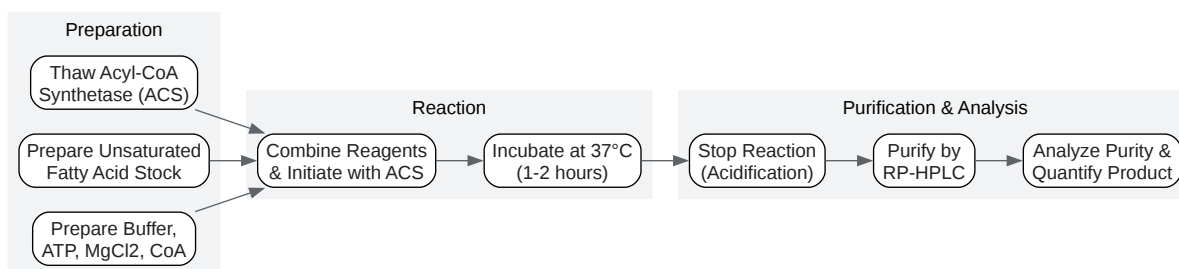 Preparation
Thaw Acyl-CoA
Synthetase (ACS)
Prepare Unsaturated
Fatty Acid Stock
Prepare Buffer,
ATP, MgCl2, CoA
Reaction
Combine Reagents
& Initiate with ACS
Incubate at 37°C
(1-2 hours)
Purification & Analysis
Stop Reaction
(Acidification)
Purify by
RP-HPLC
Analyze Purity &
Quantify Product